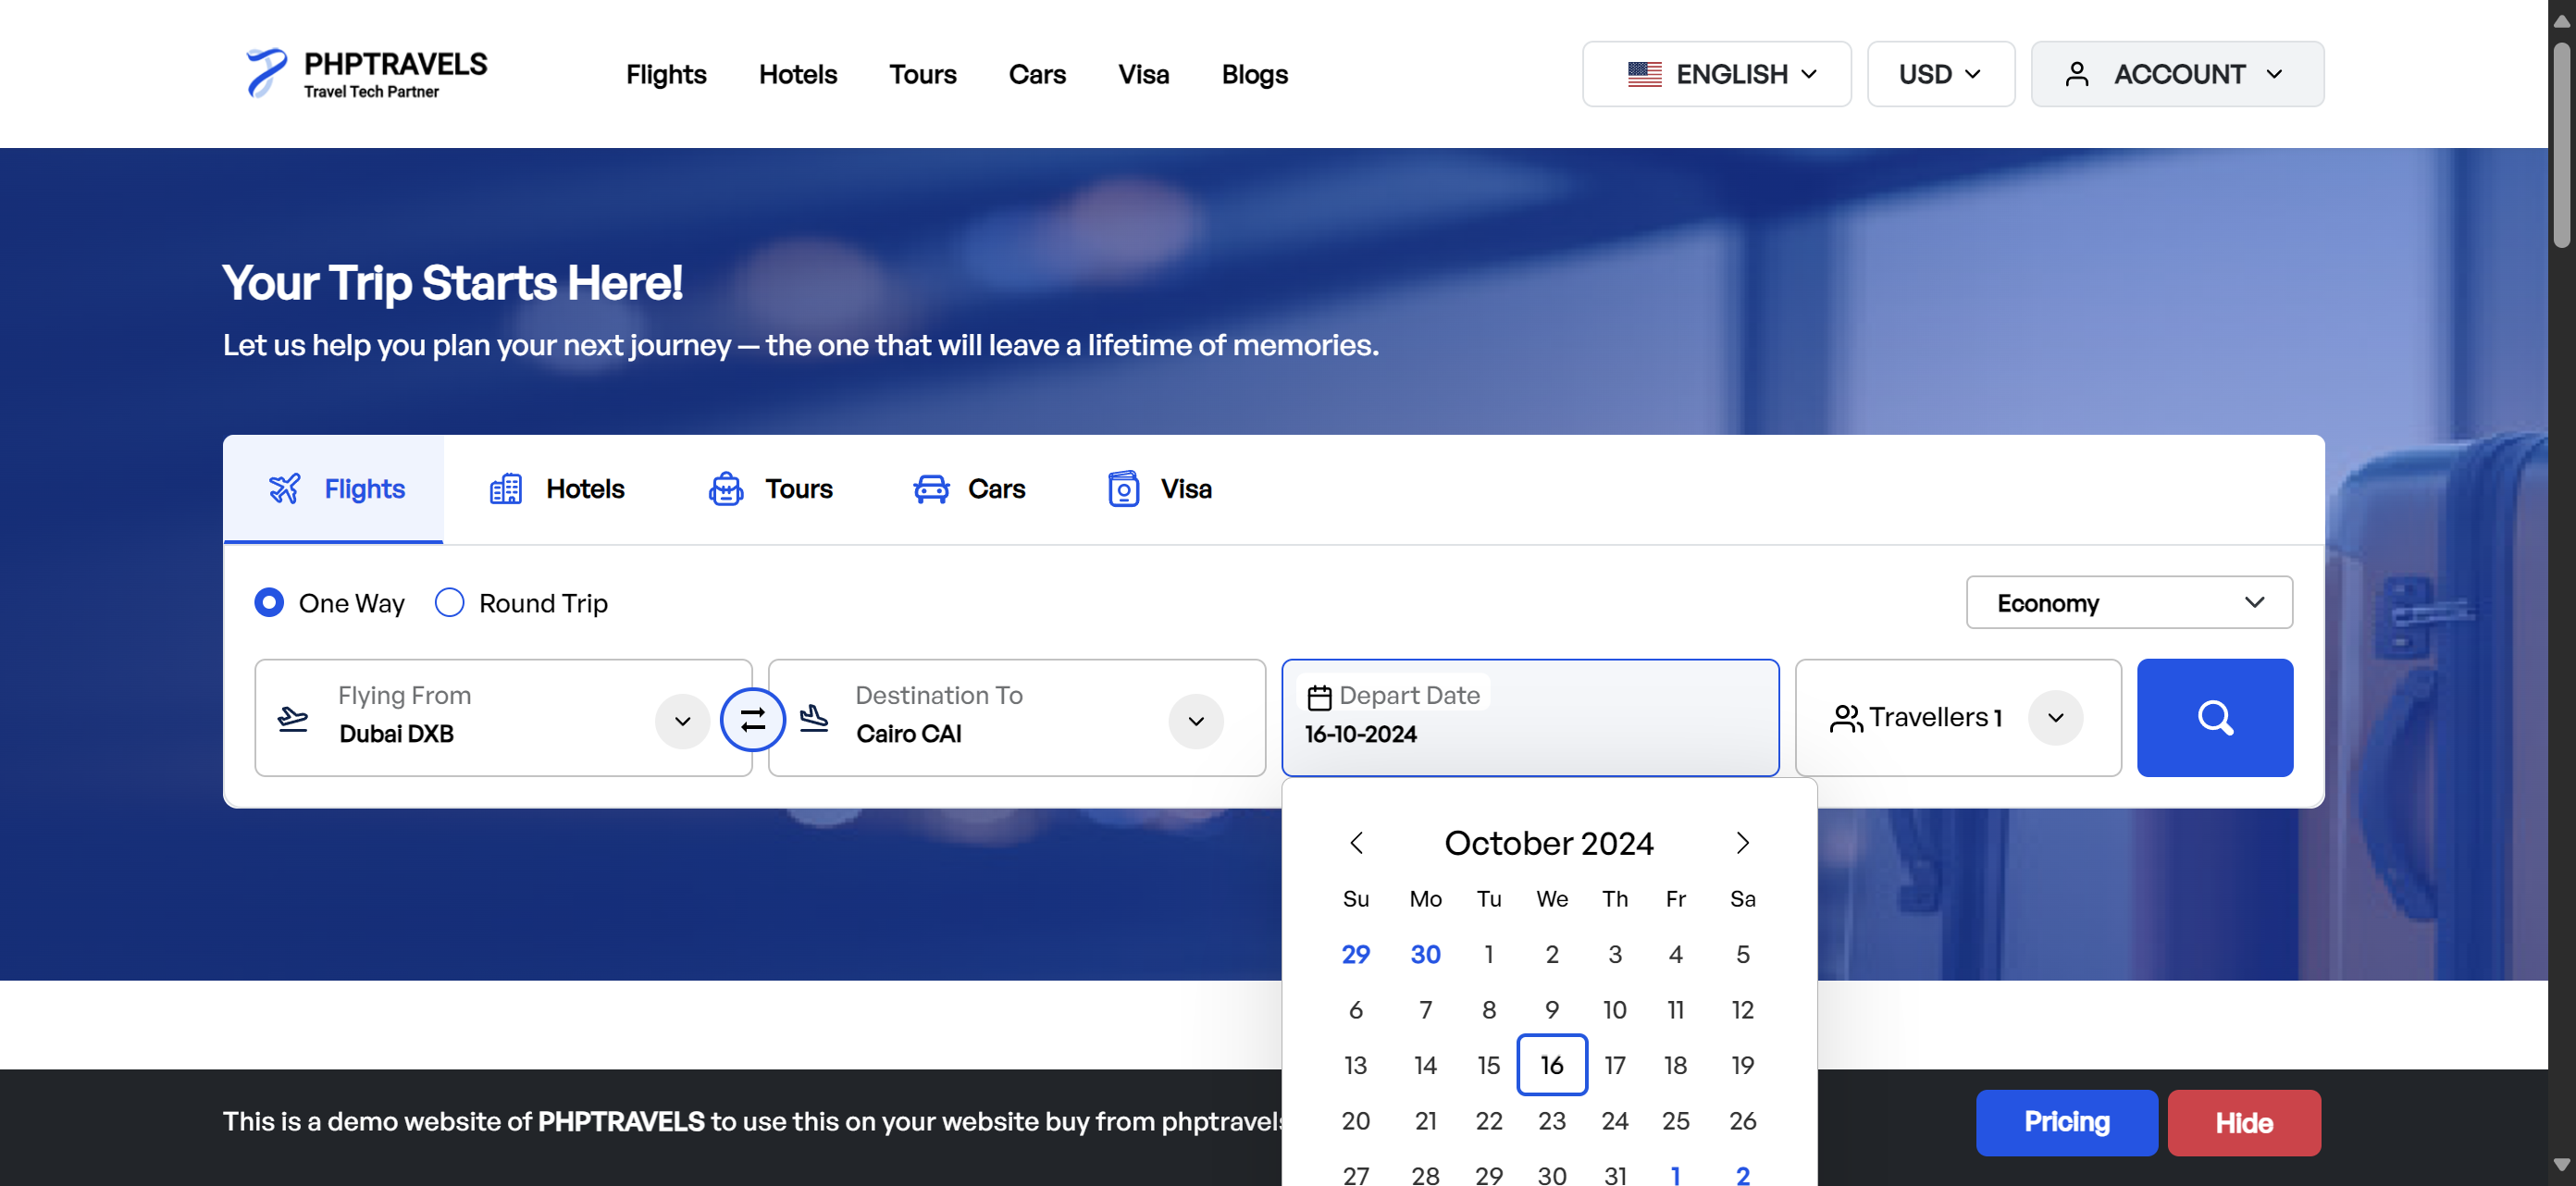 PHPTRAVELS
Travel Tech Partner
Flights
Hotels
Tours
Cars
Visa
Blogs
ENGLISH
USD
ACCOUNT
Your Trip Starts Here!
Let us help you plan your next journey – the one that will leave a lifetime of memories.
Flights
Hotels
Tours
Cars
Visa
One Way
Round Trip
Economy
Flying From
Dubai DXB
Destination To
Cairo CAI
Depart Date
16-10-2024
Travellers 1
October 2024
Su Mo Tu We Th Fr Sa
29 30 1 2 3 4 5
6 7 8 9 10 11 12
13 14 15 16 17 18 19
20 21 22 23 24 25 26
27 28 29 30 31 1 2
This is a demo website of PHPTRAVELS to use this on your website buy from phptravels
Pricing
Hide